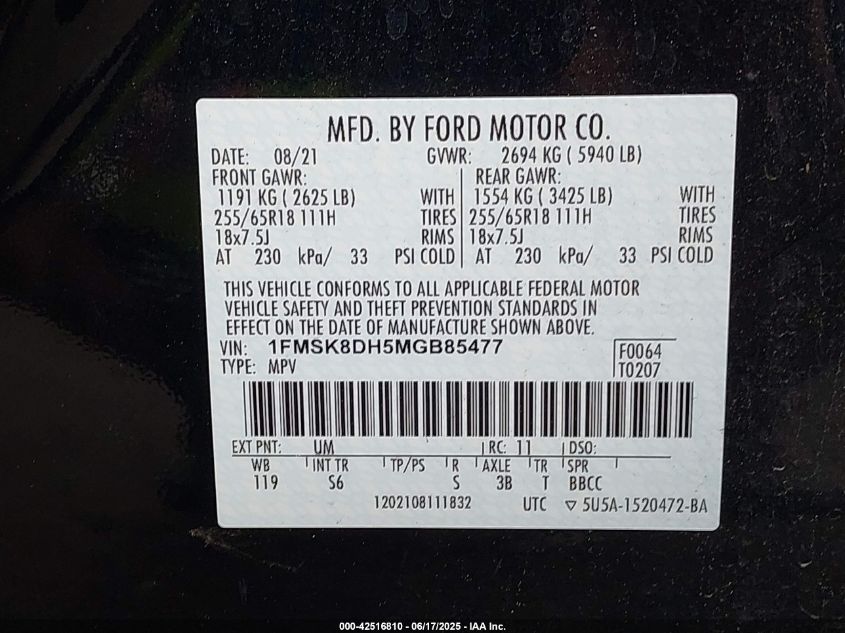 MFD. BY FORD MOTOR CO.
DATE: 08/21 GVWR: 2694 KG ( 5940 LB)
FRONT GAWR: REAR GAWR:
1191 KG ( 2625 LB) WITH 1554 KG ( 3425 LB) WITH
255/65R18 111H TIRES 255/65R18 111H TIRES
18x7.5J RIMS 18x7.5J RIMS
AT 230 kPa/ 33 PSI COLD AT 230 kPa/ 33 PSI COLD
THIS VEHICLE CONFORMS TO ALL APPLICABLE FEDERAL MOTOR
VEHICLE SAFETY AND THEFT PREVENTION STANDARDS IN
EFFECT ON THE DATE OF MANUFACTURE SHOWN ABOVE.
VIN: 1FMSK8DH5MGB85477 F0064
TYPE: MPV T0207
EXT PNT: UM RC: 11 DSO:
WB INT TR TP/PS R AXLE TR SPR
119 S6 S 3B T BBCC
1202108111832 UTC ▽ 5U5A-1520472-BA
000-42516810 - 06/17/2025 - IAA Inc.